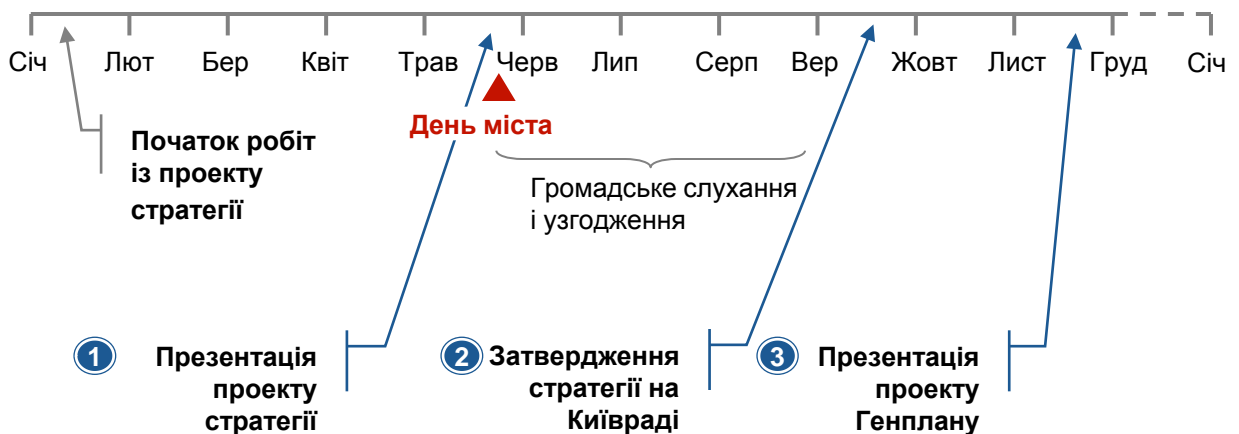 Січ Лют Бер Квіт Трав Черв Лип Серп Вер Жовт Лист Груд Січ
День міста
Початок робіт
із проекту
стратегії
Громадське слухання
і узгодження
1 Презентація
проекту
стратегії
2 Затвердження
стратегії на
Київраді
3 Презентація
проекту
Генплану